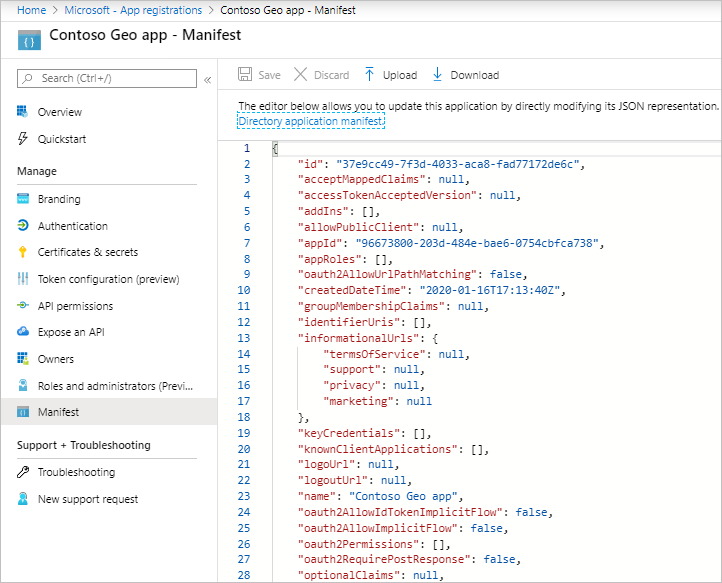 Home > Microsoft - App registrations > Contoso Geo app - Manifest
Contoso Geo app - Manifest
Search (Ctrl+/)
«
Overview
Quickstart
Manage
Branding
Authentication
Certificates & secrets
Token configuration (preview)
API permissions
Expose an API
Owners
Roles and administrators (Previ...
Manifest
Support + Troubleshooting
Troubleshooting
New support request
Save Discard Upload Download
The editor below allows you to update this application by directly modifying its JSON representation.
Directory application manifest.
1 {
2 "id": "37e9cc49-7f3d-4033-aca8-fad77172de6c",
3 "acceptMappedClaims": null,
4 "accessTokenAcceptedVersion": null,
5 "addIns": [],
6 "allowPublicClient": null,
7 "appId": "96673800-203d-484e-bae6-0754cbfca738",
8 "appRoles": [],
9 "oauth2AllowUrlPathMatching": false,
10 "createdDateTime": "2020-01-16T17:13:40Z",
11 "groupMembershipClaims": null,
12 "identifierUris": [],
13 "informationalUrls": {
14 "termsOfService": null,
15 "support": null,
16 "privacy": null,
17 "marketing": null
18 },
19 "keyCredentials": [],
20 "knownClientApplications": [],
21 "logoUrl": null,
22 "logoutUrl": null,
23 "name": "Contoso Geo app",
24 "oauth2AllowIdTokenImplicitFlow": false,
25 "oauth2AllowImplicitFlow": false,
26 "oauth2Permissions": [],
27 "oauth2RequirePostResponse": false,
28 "optionalClaims": null,